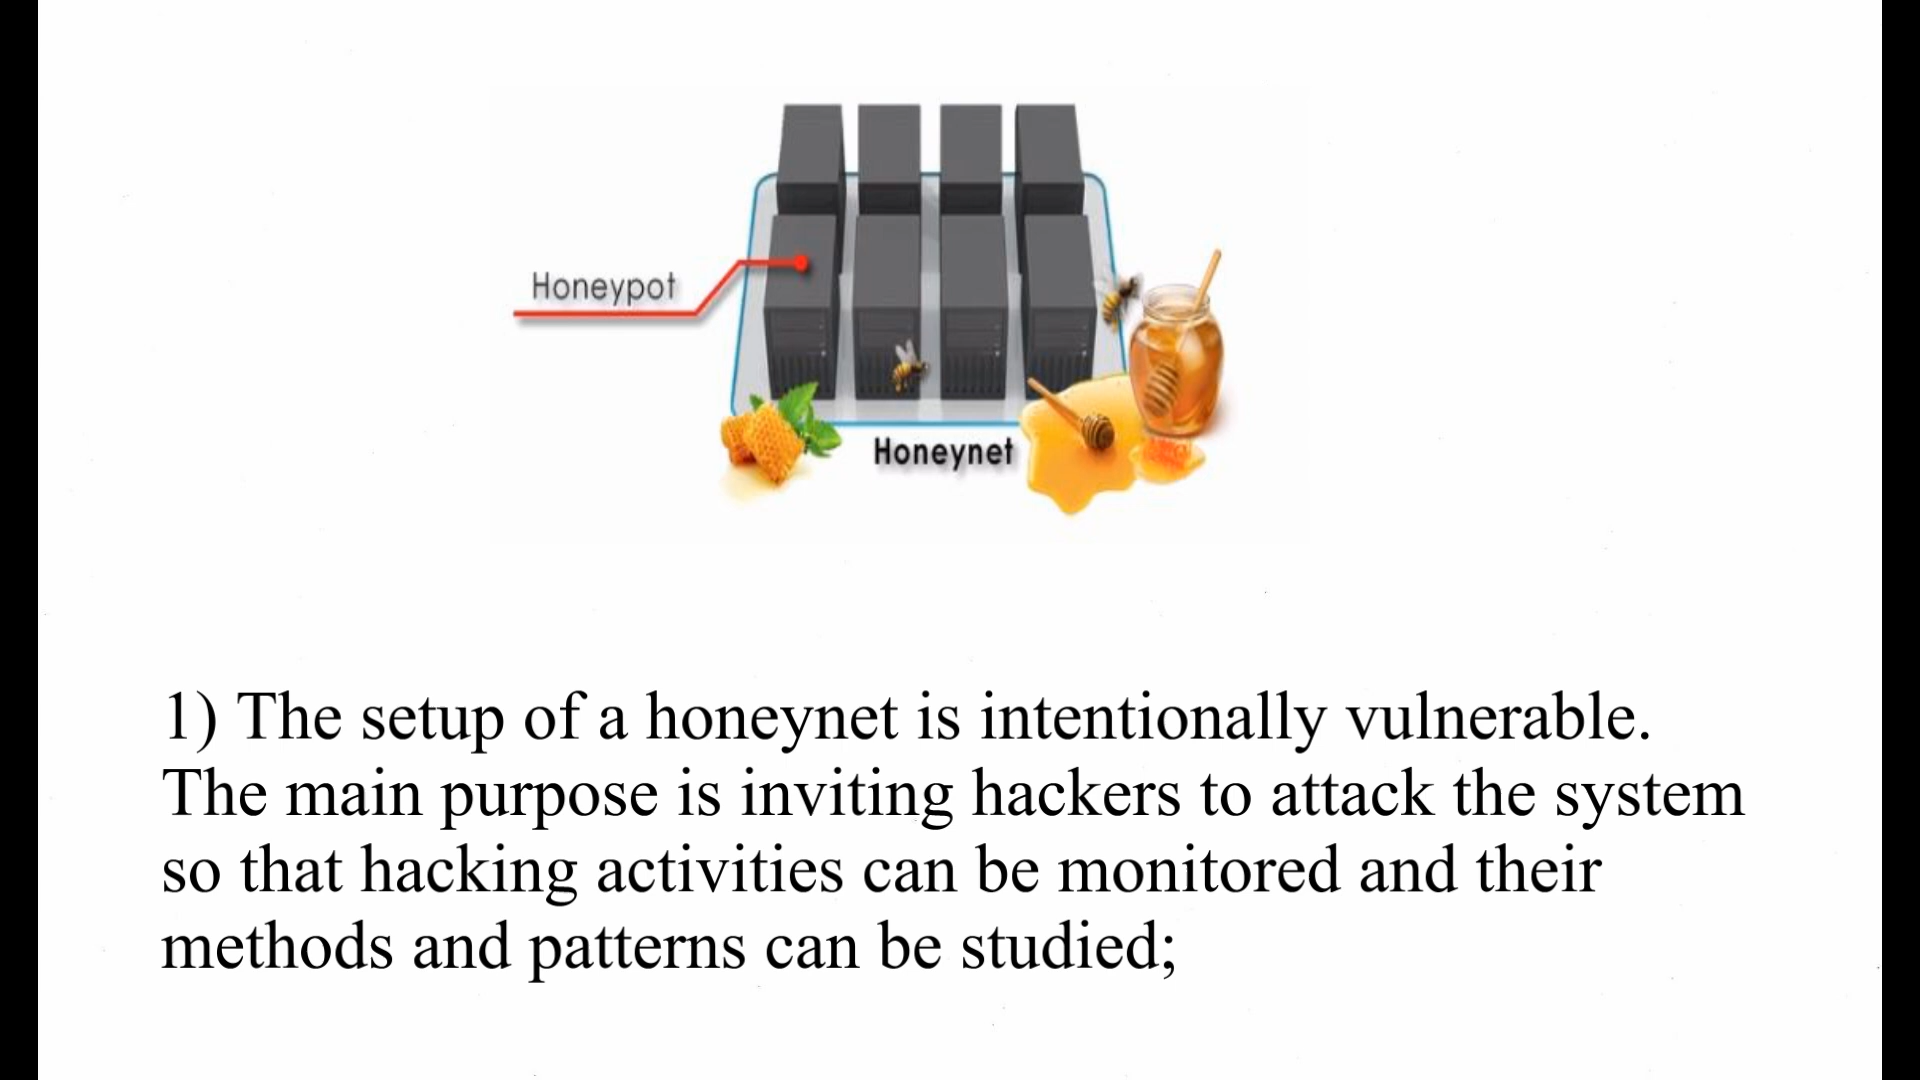 Honeypot
Honeynet
1) The setup of a honeynet is intentionally vulnerable.
The main purpose is inviting hackers to attack the system
so that hacking activities can be monitored and their
methods and patterns can be studied;